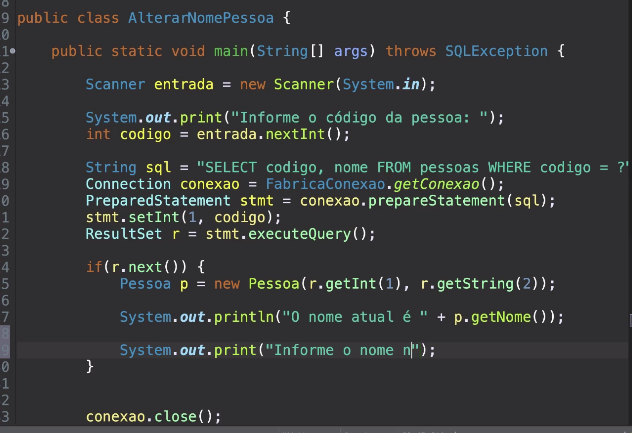 8
9 public class AlterarNomePessoa {
0
1 public static void main(String[] args) throws SQLException {
2
3 Scanner entrada = new Scanner(System.in);
4
5 System.out.print("Informe o código da pessoa: ");
6 int codigo = entrada.nextInt();
7
8 String sql = "SELECT codigo, nome FROM pessoas WHERE codigo = ?"
9 Connection conexao = FabricaConexao.getConexao();
0 PreparedStatement stmt = conexao.prepareStatement(sql);
1 stmt.setInt(1, codigo);
2 ResultSet r = stmt.executeQuery();
3
4 if(r.next()) {
5 Pessoa p = new Pessoa(r.getInt(1), r.getString(2));
6
7 System.out.println("O nome atual é " + p.getNome());
8
9 System.out.print("Informe o nome n");
0 }
1
2
3 conexao.close();